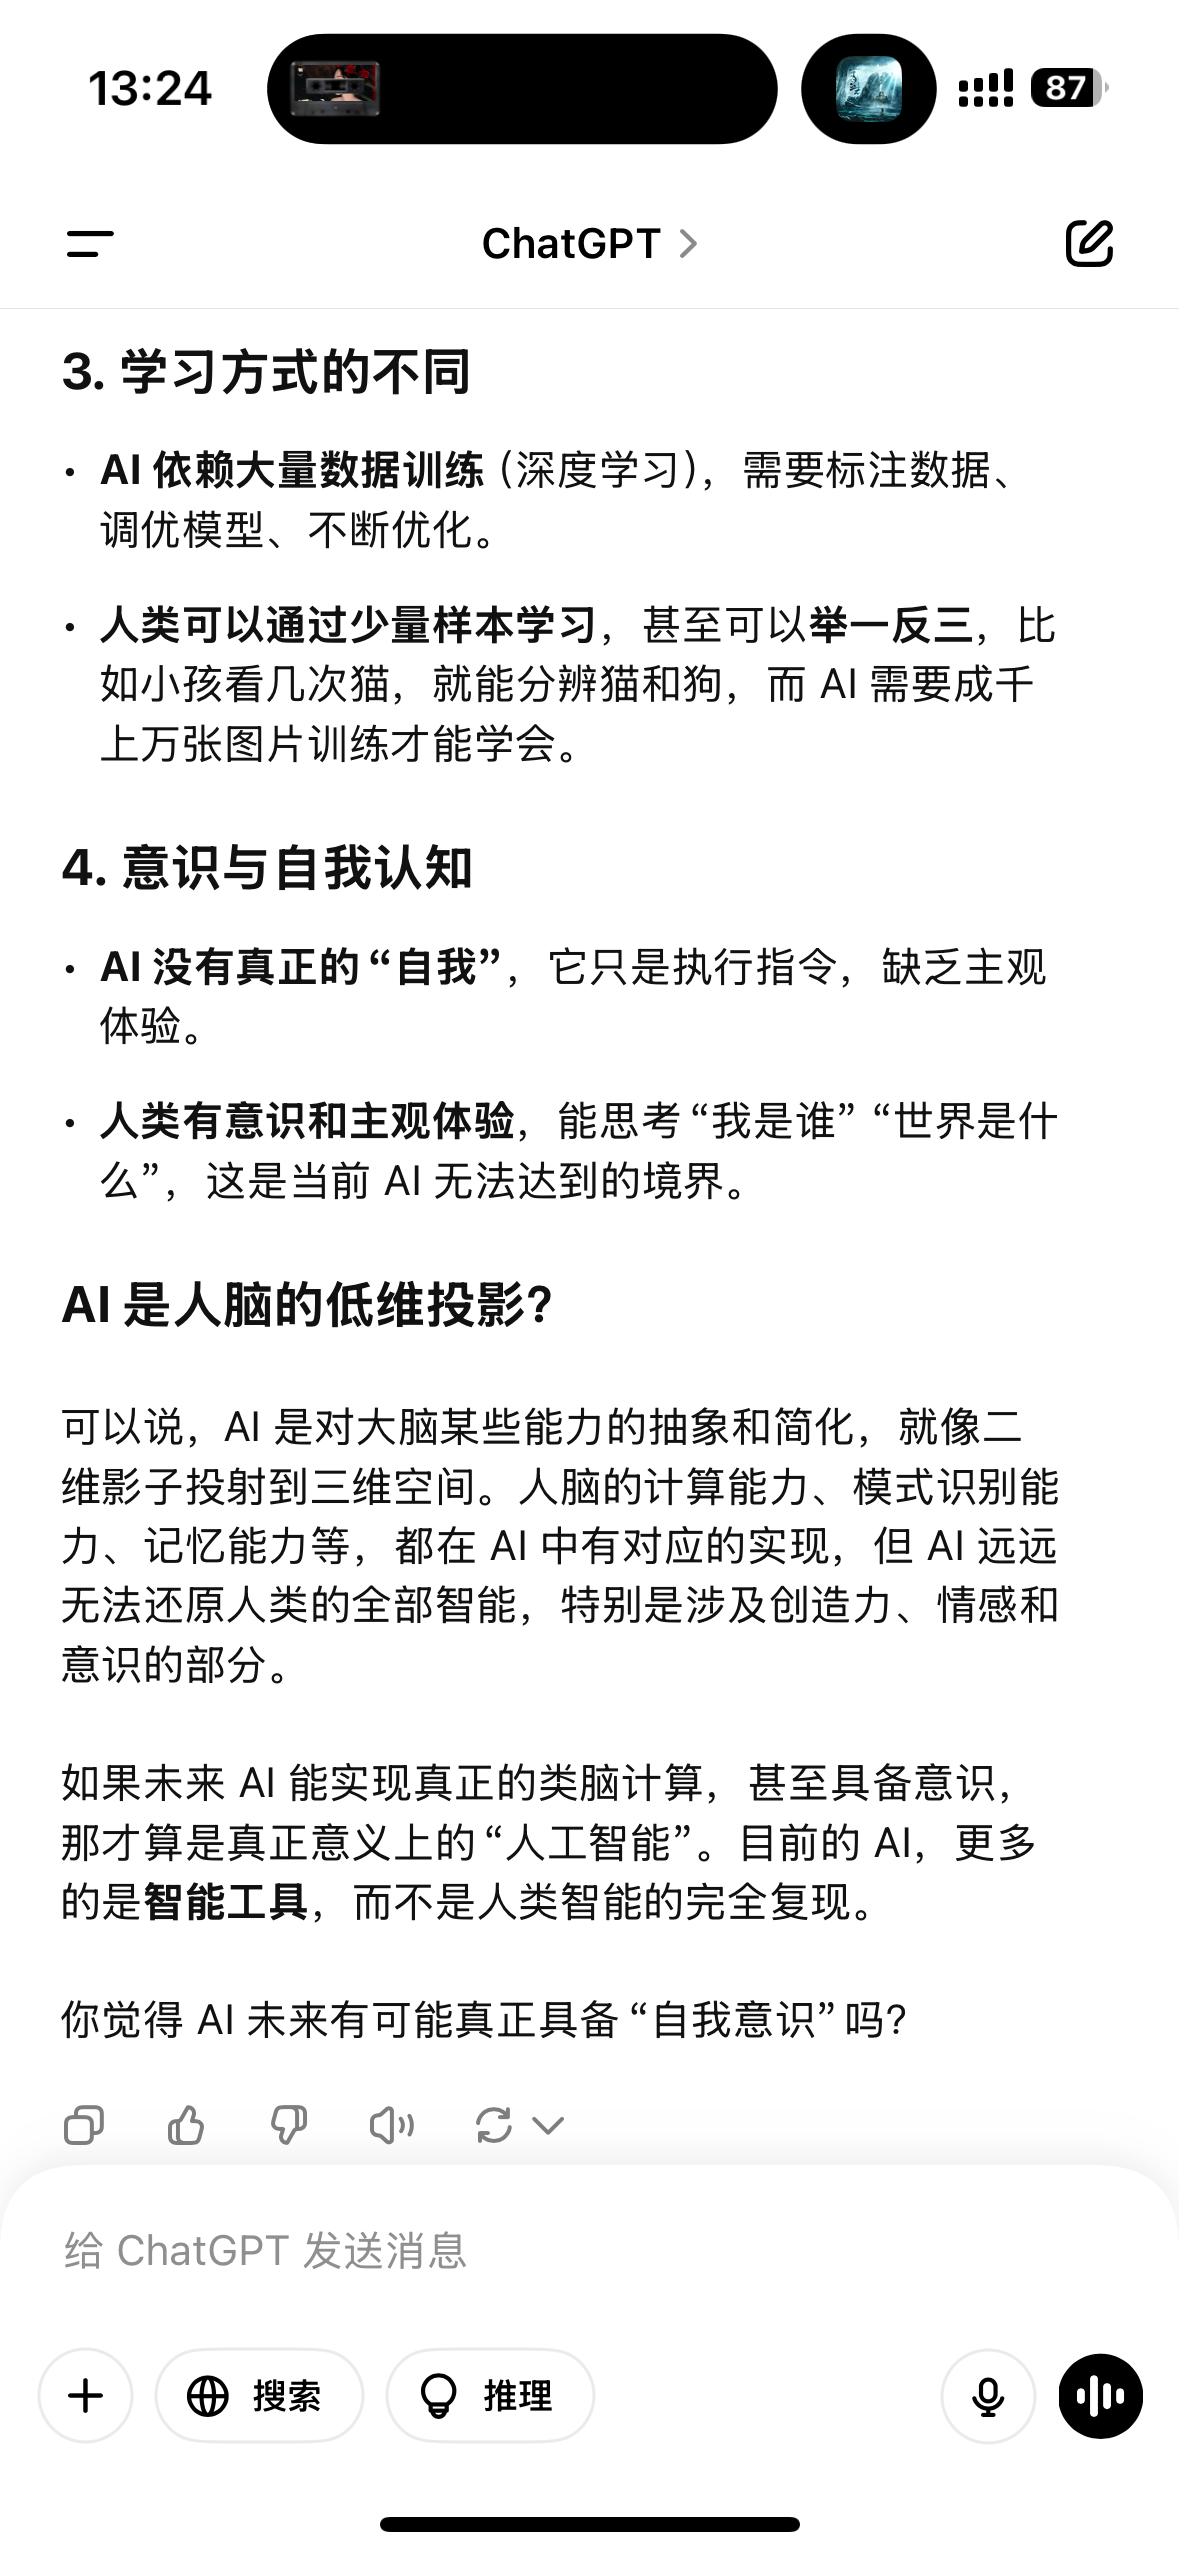 13:24
87
ChatGPT
3. 学习方式的不同
• AI 依赖大量数据训练（深度学习），需要标注数据、
调优模型、不断优化。
• 人类可以通过少量样本学习，甚至可以举一反三，比
如小孩看几次猫，就能分辨猫和狗，而 AI 需要成千
上万张图片训练才能学会。
4. 意识与自我认知
• AI 没有真正的 “自我”，它只是执行指令，缺乏主观
体验。
• 人类有意识和主观体验，能思考 “我是谁” “世界是什
么”，这是当前 AI 无法达到的境界。
AI 是人脑的低维投影？
可以说，AI 是对大脑某些能力的抽象和简化，就像二
维影子投射到三维空间。人脑的计算能力、模式识别能
力、记忆能力等，都在 AI 中有对应的实现，但 AI 远远
无法还原人类的全部智能，特别是涉及创造力、情感和
意识的部分。
如果未来 AI 能实现真正的类脑计算，甚至具备意识，
那才算是真正意义上的 “人工智能”。目前的 AI，更多
的是智能工具，而不是人类智能的完全复现。
你觉得 AI 未来有可能真正具备 “自我意识” 吗？
给 ChatGPT 发送消息
搜索
推理